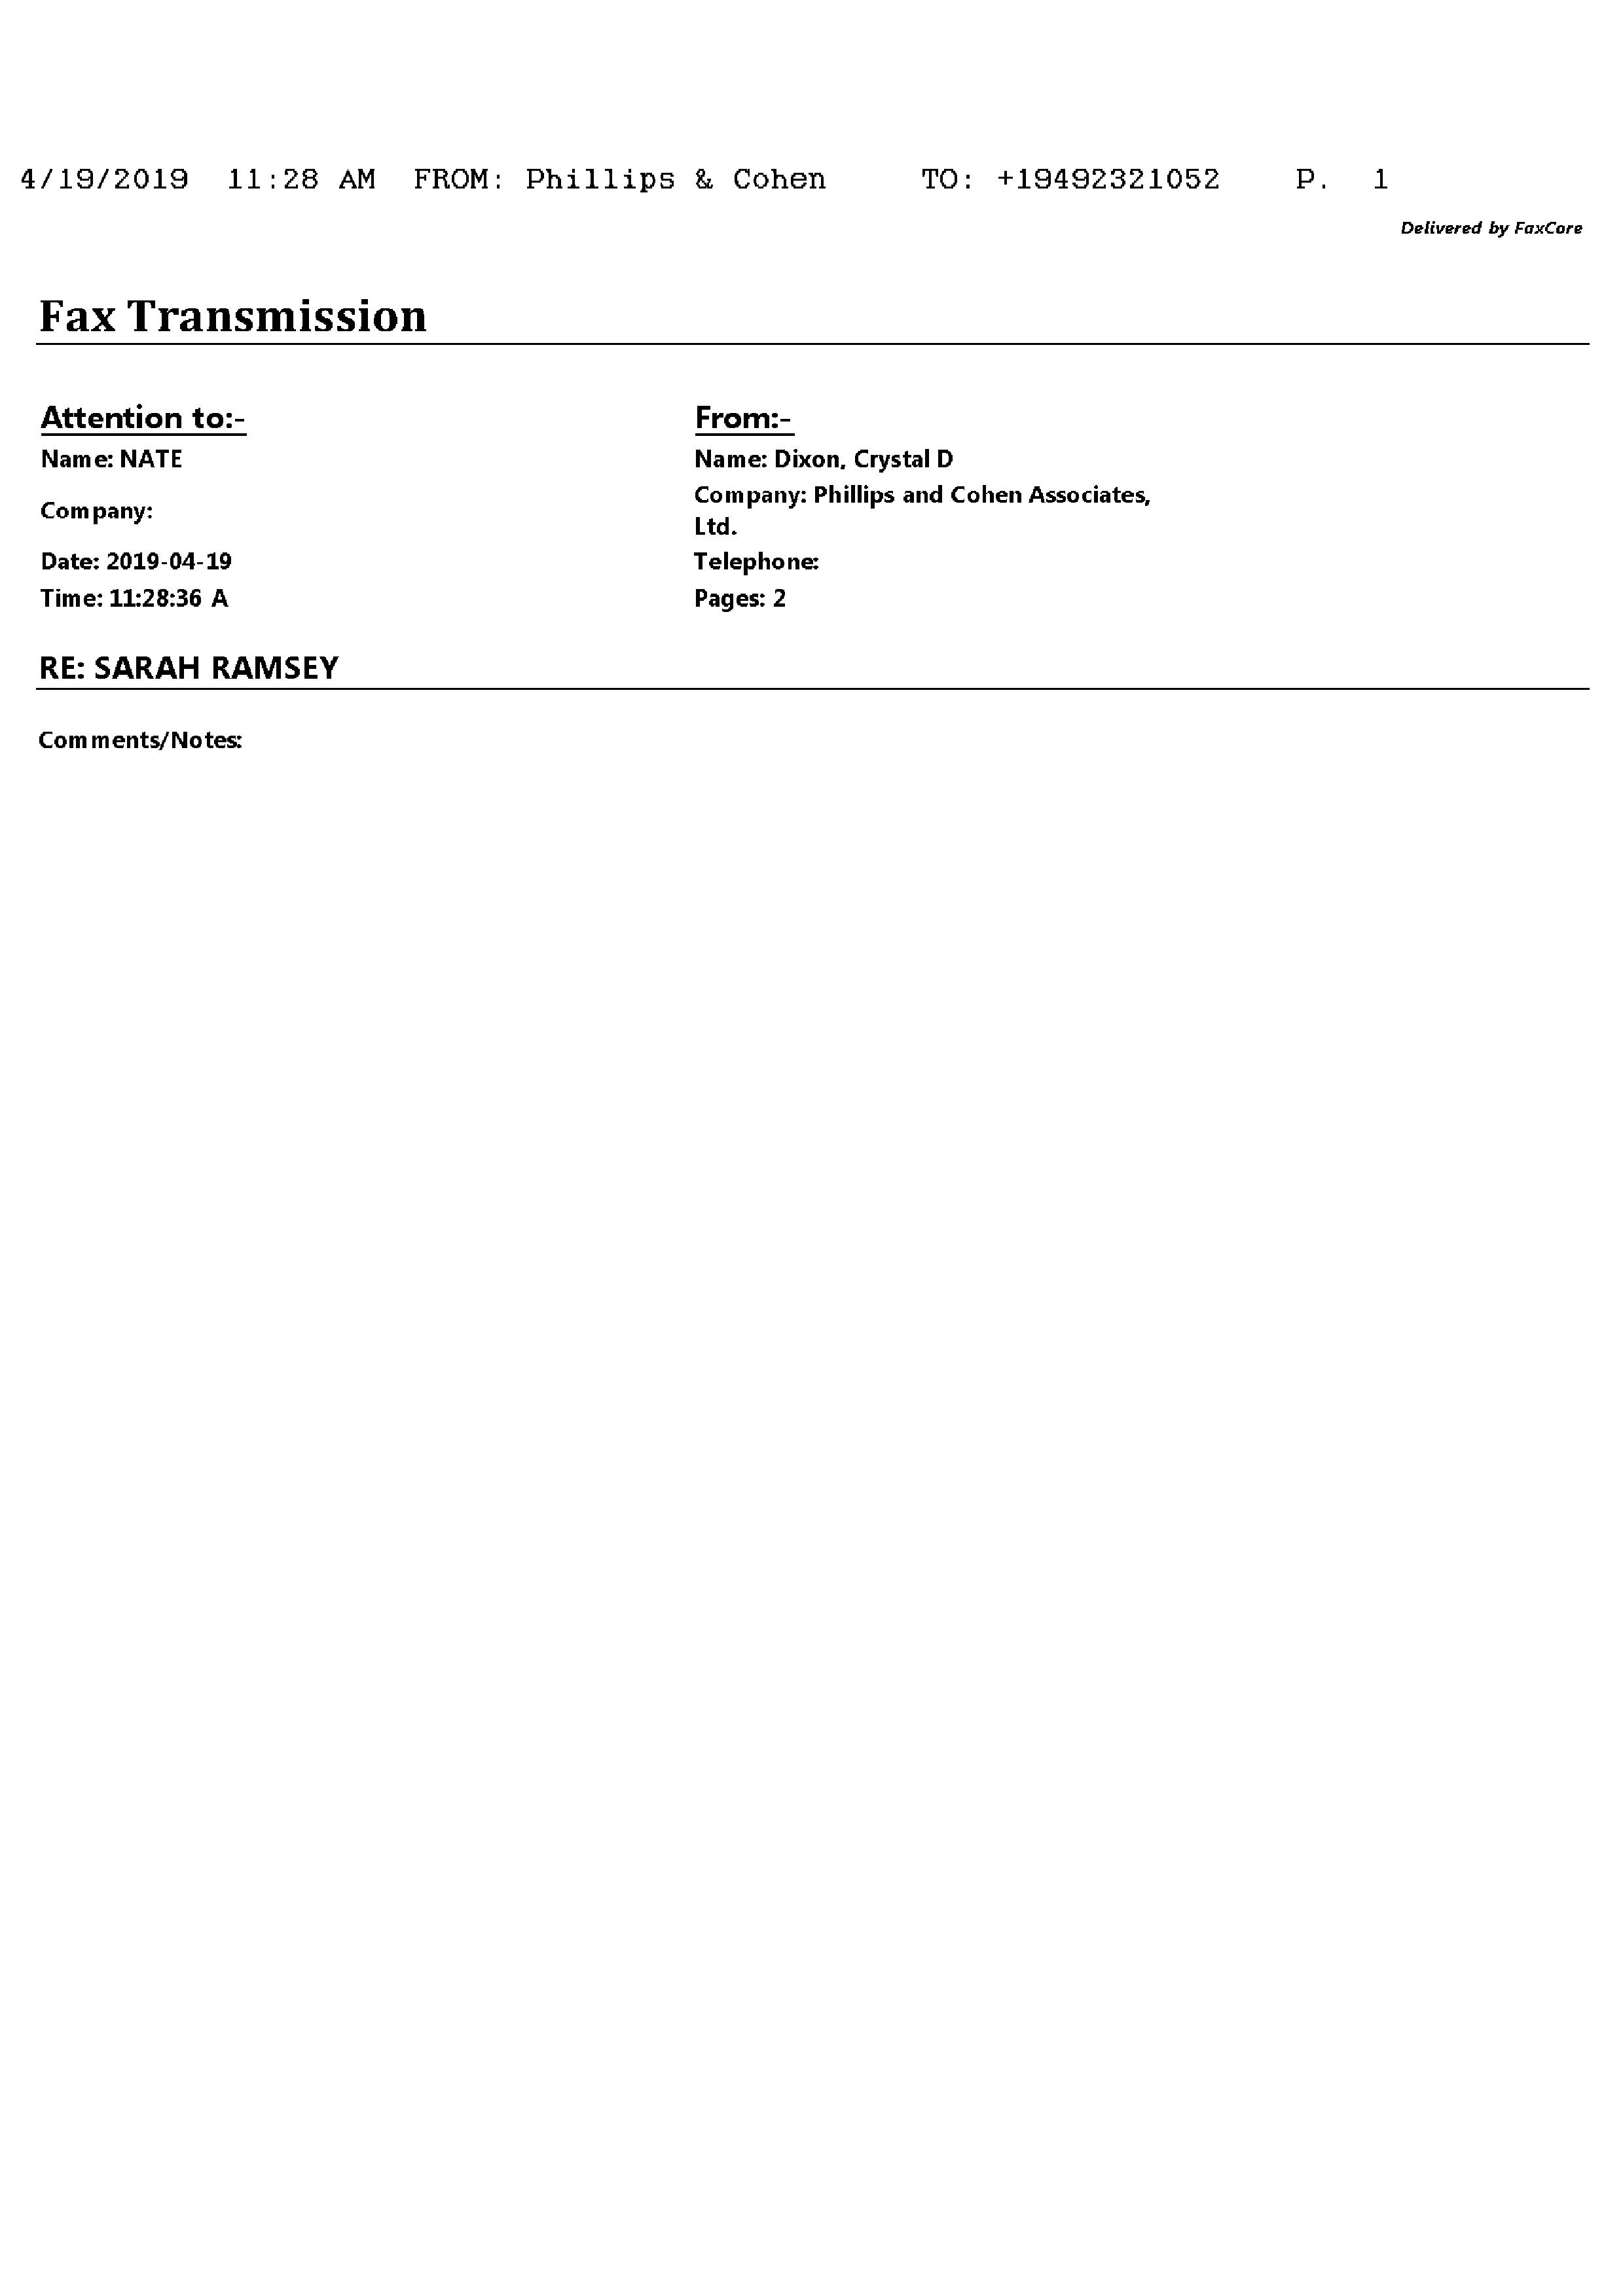 4/19/2019 11:28 AM FROM: Phillips & Cohen TO: +19492321052 P. 1
Delivered by FaxCore
Fax Transmission
Attention to:-
Name: NATE
Company:
Date: 2019-04-19
Time: 11:28:36 A
From:-
Name: Dixon, Crystal D
Company: Phillips and Cohen Associates,
Ltd.
Telephone:
Pages: 2
RE: SARAH RAMSEY
Comments/Notes: